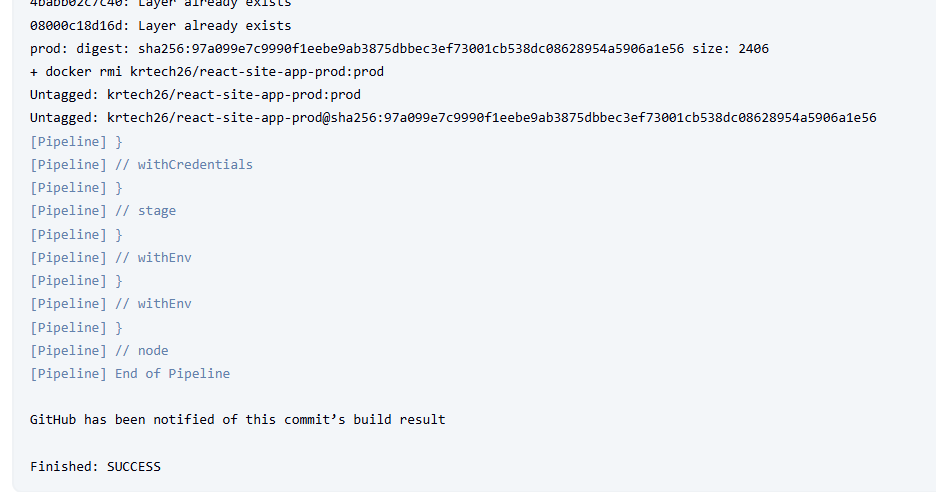 4babb02c7c40: Layer already exists
08000c18d16d: Layer already exists
prod: digest: sha256:97a099e7c9990f1eebe9ab3875dbbec3ef73001cb538dc08628954a5906a1e56 size: 2406
+ docker rmi krtech26/react-site-app-prod:prod
Untagged: krtech26/react-site-app-prod:prod
Untagged: krtech26/react-site-app-prod@sha256:97a099e7c9990f1eebe9ab3875dbbec3ef73001cb538dc08628954a5906a1e56
[Pipeline] }
[Pipeline] // withCredentials
[Pipeline] }
[Pipeline] // stage
[Pipeline] }
[Pipeline] // withEnv
[Pipeline] }
[Pipeline] // withEnv
[Pipeline] }
[Pipeline] // node
[Pipeline] End of Pipeline
GitHub has been notified of this commit’s build result
Finished: SUCCESS